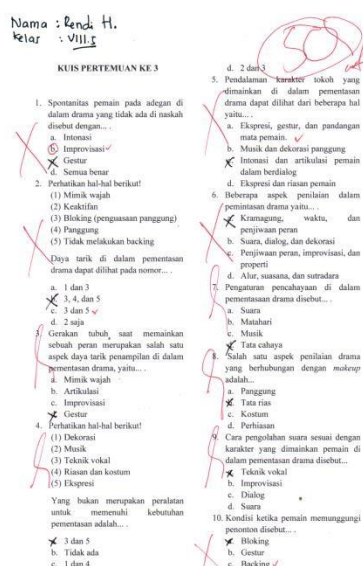 Nama : Rendi H.
Kelas : VIII.5
50
KUIS PERTEMUAN KE 3
1. Spontanitas pemain pada adegan di
dalam drama yang tidak ada di naskah
disebut dengan... .
a. Intonasi
b. Improvisasi
c. Gestur
d. Semua benar
2. Perhatikan hal-hal berikut!
(1) Mimik wajah
(2) Keaktifan
(3) Bloking (penguasaan panggung)
(4) Panggung
(5) Tidak melakukan backing
Daya tarik di dalam pementasan
drama dapat dilihat pada nomor... .
a. 1 dan 3
b. 3, 4, dan 5
c. 3 dan 5
d. 2 saja
3. Gerakan tubuh saat memainkan
sebuah peran merupakan salah satu
aspek daya tarik penampilan di dalam
pementasan drama, yaitu... .
a. Mimik wajah
b. Artikulasi
c. Improvisasi
Gestur
4. Perhatikan hal-hal berikut!
(1) Dekorasi
(2) Musik
(3) Teknik vokal
(4) Riasan dan kostum
(5) Ekspresi
Yang bukan merupakan peralatan
untuk memenuhi kebutuhan
pementasan adalah... .
3 dan 5
b. Tidak ada
c. 1 dan 4
d. 2 dan 3
5. Pendalaman karakter tokoh yang
dimainkan di dalam pementasan
drama dapat dilihat dari beberapa hal
yaitu... .
a. Ekspresi, gestur, dan pandangan
mata pemain.
b. Musik dan dekorasi panggung
Intonasi dan artikulasi pemain
dalam berdialog
d. Ekspresi dan riasan pemain
6. Beberapa aspek penilaian dalam
pemintasan drama yaitu... .
Kramagung, waktu, dan
penjiwaan peran
b. Suara, dialog, dan dekorasi
c. Penjiwaan peran, improvisasi, dan
properti
d. Alur, suasana, dan sutradara
7. Pengaturan pencahayaan di dalam
pementasaan drama disebut... .
a. Suara
b. Matahari
c. Musik
Tata cahaya
8. Salah satu aspek penilaian drama
yang berhubungan dengan makeup
adalah...
a. Panggung
Tata rias
c. Kostum
d. Perhiasan
9. Cara pengolahan suara sesuai dengan
karakter yang dimainkan pemain di
dalam pementasan drama disebut...
Teknik vokal
b. Improvisasi
c. Dialog
d. Suara
10. Kondisi ketika pemain memunggungi
penonton disebut... .
Bloking
b. Gestur
c. Backing